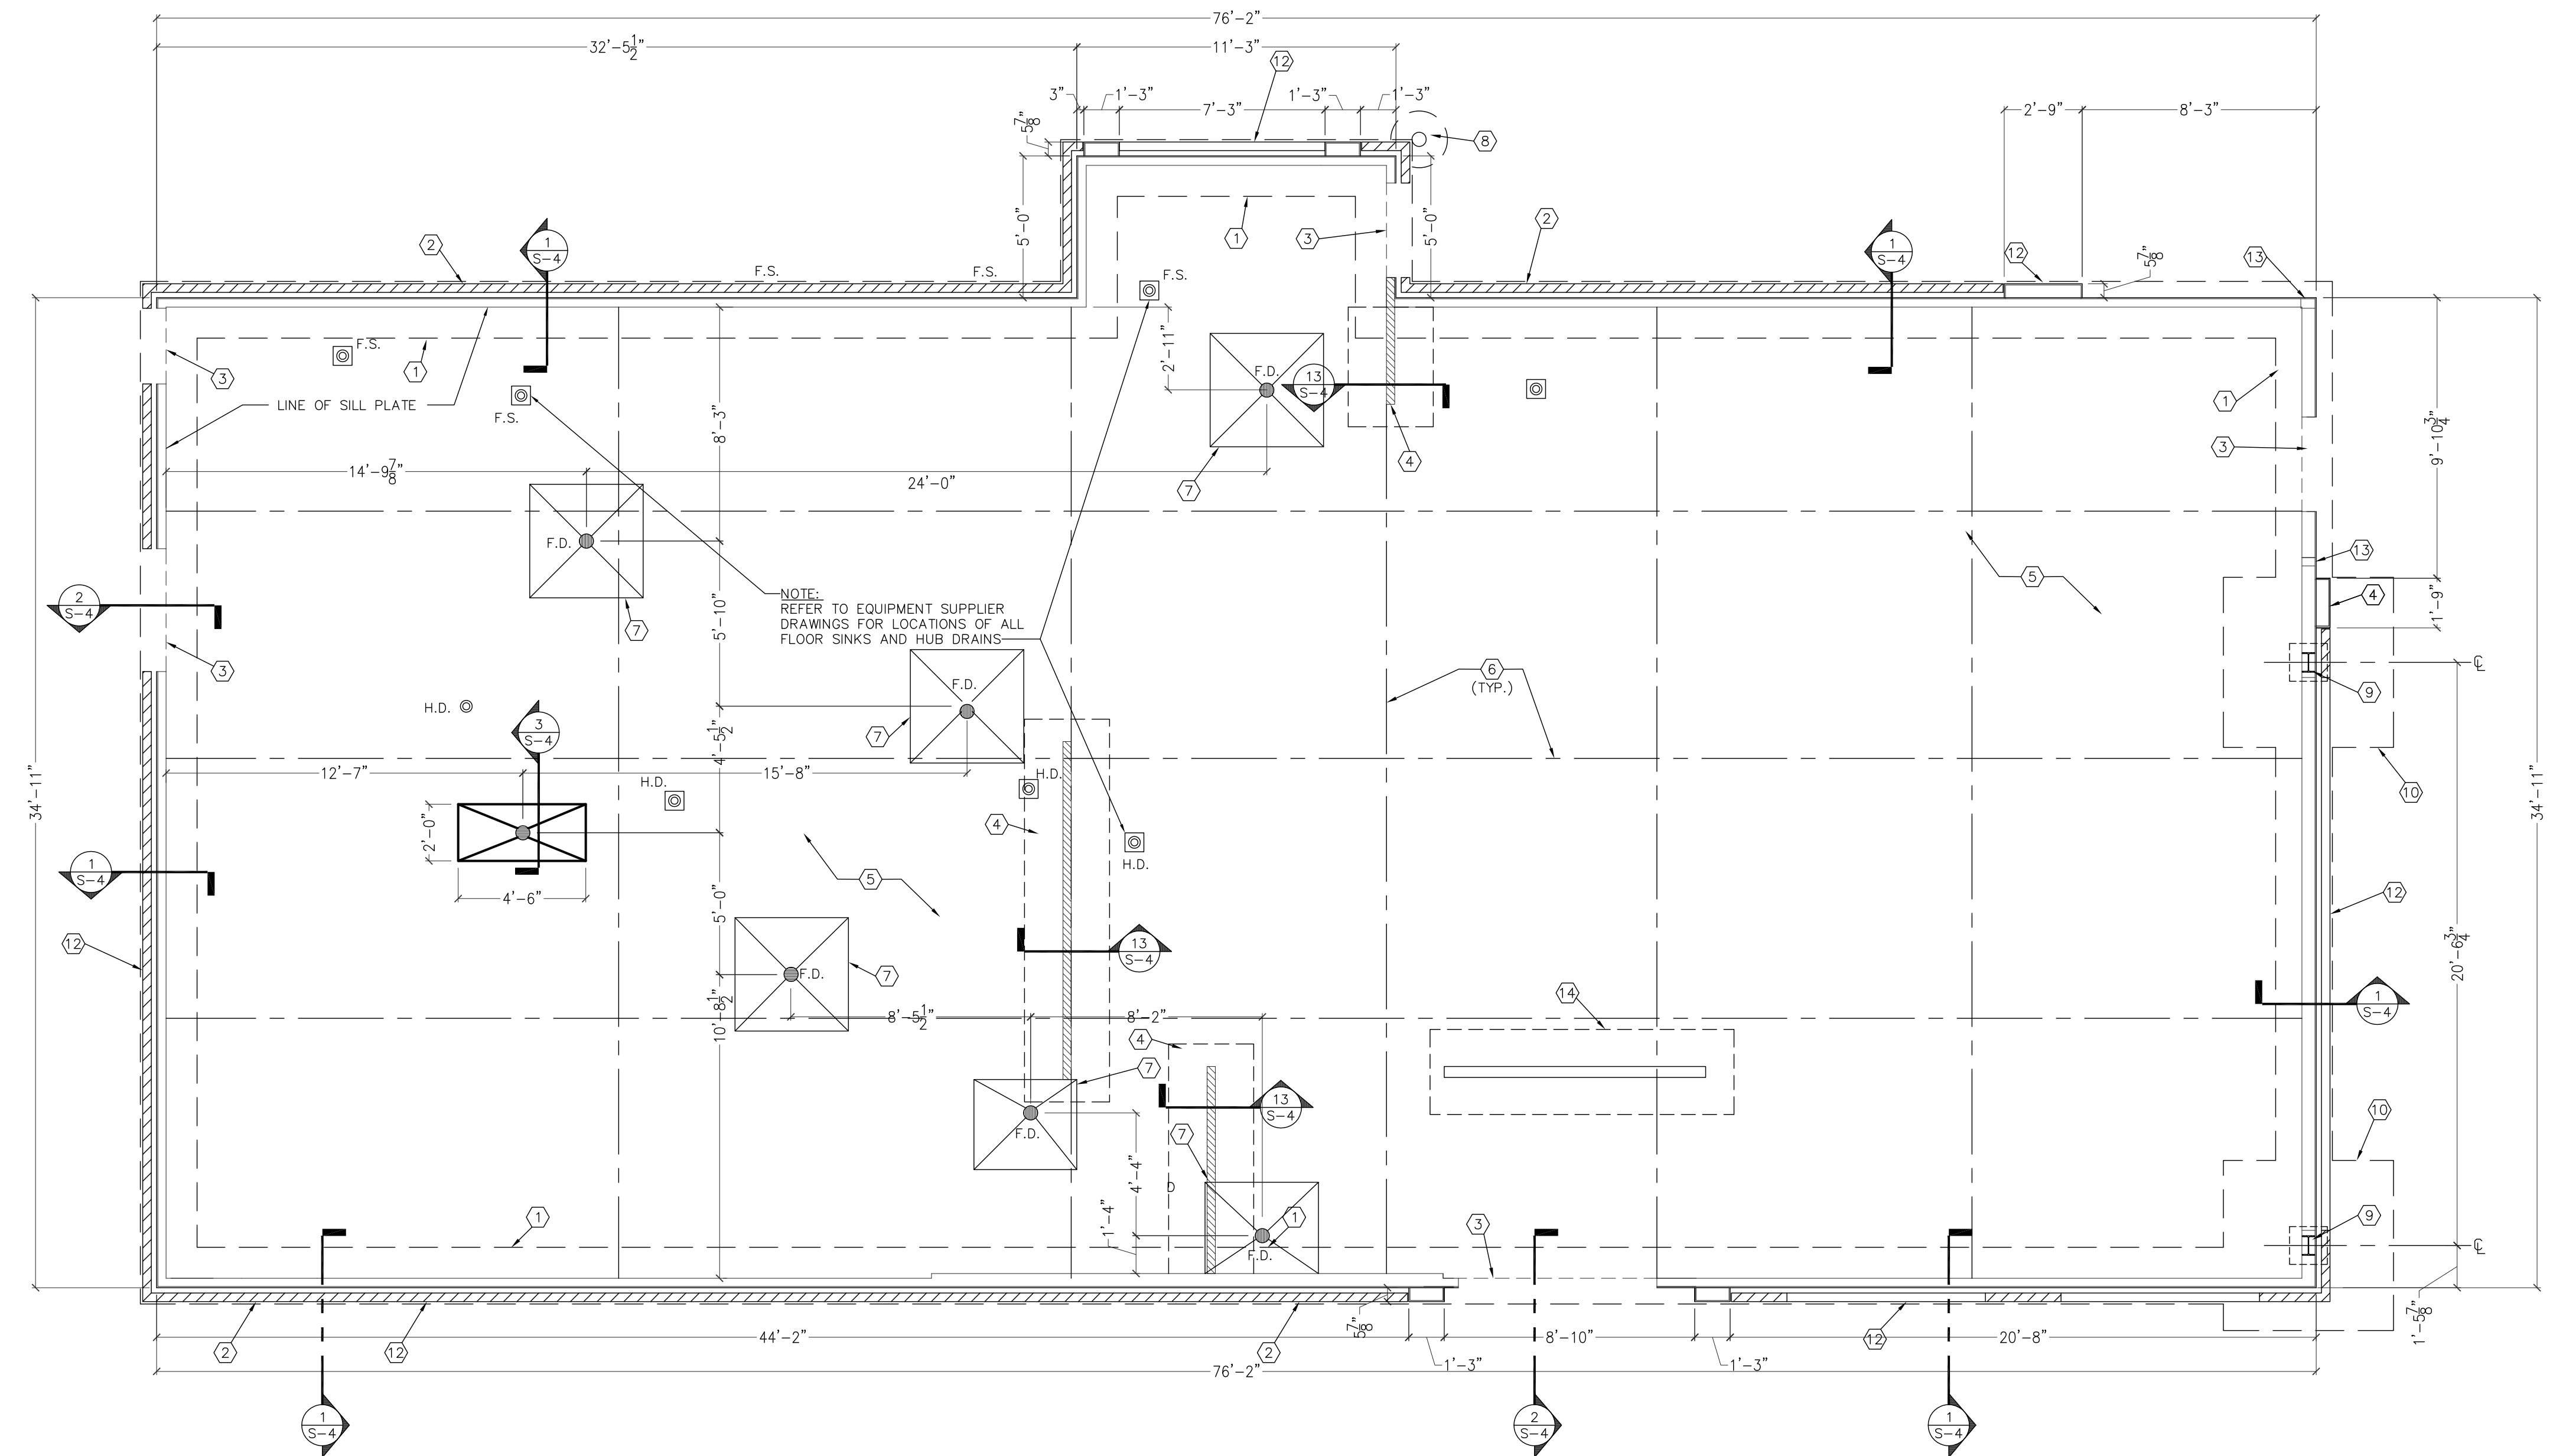 76'-2"
32'-5 1/2"
11'-3"
12
3"
1'-3"
7'-3"
1'-3"
1'-3"
2'-9"
8'-3"
5 7/8"
8
5'-0"
1
3
5'-0"
2
1
S-4
2
F.S.
F.S.
F.S.
1
S-4
12
5 7/8"
13
F.S.
1
3
LINE OF SILL PLATE
F.S.
8'-3"
2'-11"
F.D.
13
S-4
4
7
1
3
9'-10 3/4"
14'-9 7/8"
24'-0"
F.D.
7
2
S-4
3
NOTE:
REFER TO EQUIPMENT SUPPLIER
DRAWINGS FOR LOCATIONS OF ALL
FLOOR SINKS AND HUB DRAINS
5'-10"
5
13
4
1'-9"
6
(TYP.)
℄
9
F.D.
7
H.D.
3
S-4
4'-5 1/2"
12'-7"
15'-8"
H.D.
H.D.
10
34'-11"
34'-11"
2'-0"
4
H.D.
4'-6"
5
1
S-4
5'-0"
12
12
13
S-4
20'-6 3/4"
F.D.
7
14
1
S-4
10'-8 1/2"
8'-5 1/2"
8'-2"
4
7
13
S-4
F.D.
7
10
4'-4"
D
1'-4"
1
1
F.D.
3
9
℄
5 7/8"
1'-5 7/8"
2
12
44'-2"
2
8'-10"
12
20'-8"
1'-3"
1'-3"
76'-2"
1
S-4
2
S-4
1
S-4